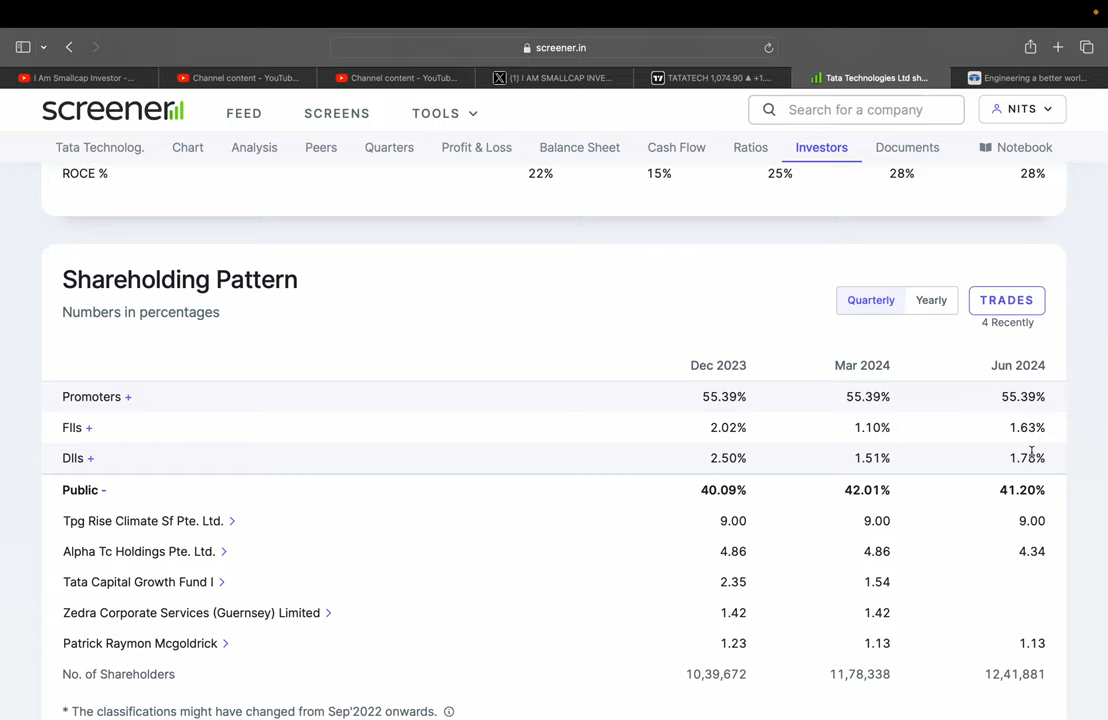 screener.in
I Am Smallcap Investor -...
Channel content - YouTub...
Channel content - YouTub...
(1) I AM SMALLCAP INVE...
TATATECH 1,074.90 ▲ +1....
Tata Technologies Ltd sh...
Engineering a better worl...
screener
FEED
SCREENS
TOOLS
Search for a company
NITS
Tata Technolog.
Chart
Analysis
Peers
Quarters
Profit & Loss
Balance Sheet
Cash Flow
Ratios
Investors
Documents
Notebook
ROCE % 22% 15% 25% 28% 28%
Shareholding Pattern
Numbers in percentages
Quarterly Yearly
TRADES
4 Recently
Dec 2023 Mar 2024 Jun 2024
Promoters + 55.39% 55.39% 55.39%
FIIs + 2.02% 1.10% 1.63%
DIIs + 2.50% 1.51% 1.78%
Public - 40.09% 42.01% 41.20%
Tpg Rise Climate Sf Pte. Ltd. > 9.00 9.00 9.00
Alpha Tc Holdings Pte. Ltd. > 4.86 4.86 4.34
Tata Capital Growth Fund I > 2.35 1.54
Zedra Corporate Services (Guernsey) Limited > 1.42 1.42
Patrick Raymon Mcgoldrick > 1.23 1.13 1.13
No. of Shareholders 10,39,672 11,78,338 12,41,881
* The classifications might have changed from Sep'2022 onwards.